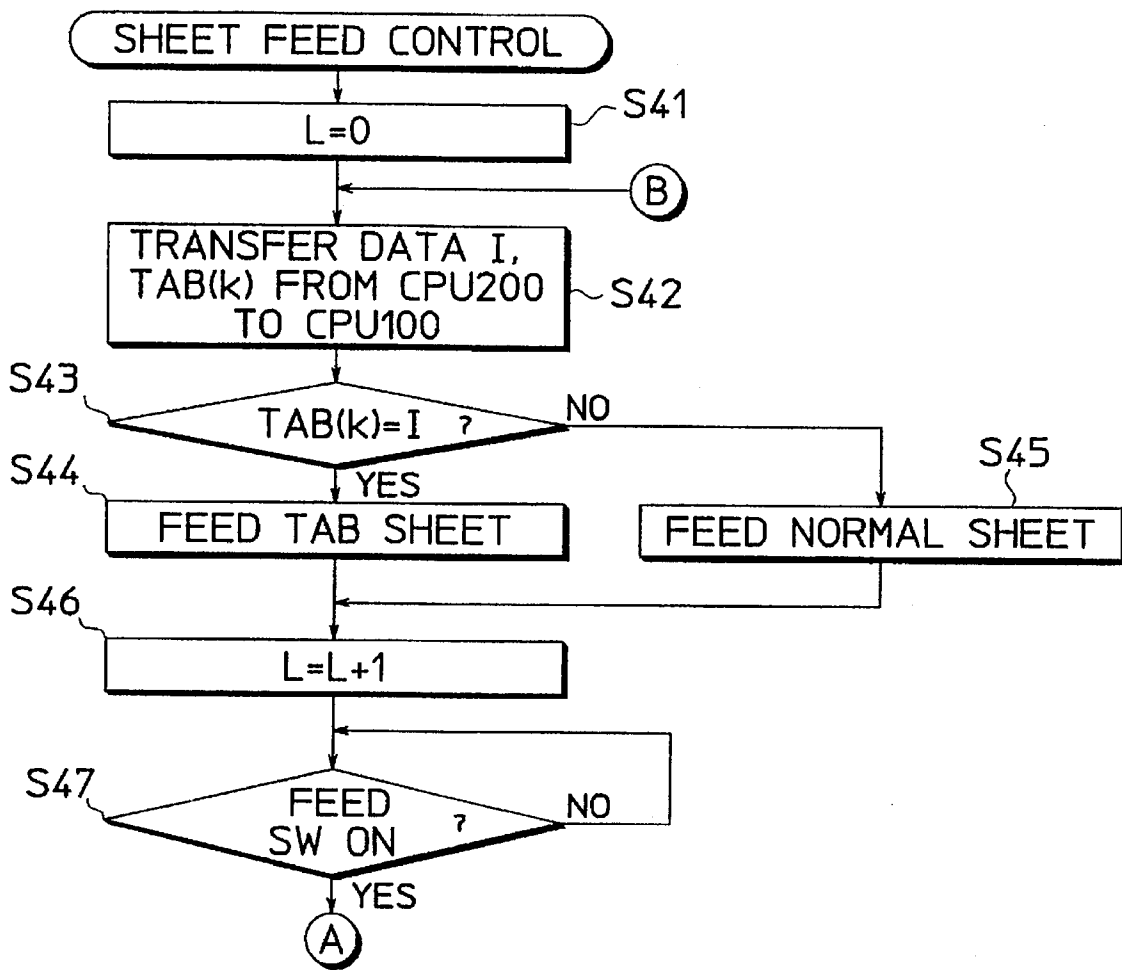 SHEET FEED CONTROL
S41
L=0
B
TRANSFER DATA I,
TAB(k) FROM CPU200
TO CPU100
S42
S43
TAB(k)=I ?
NO
YES
S44
FEED TAB SHEET
S45
FEED NORMAL SHEET
S46
L=L+1
S47
FEED
SW ON ?
NO
YES
A